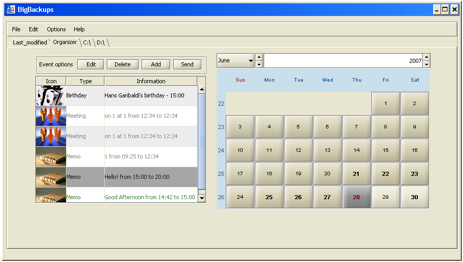 BigBackups
File Edit Options Help
Last_modified Organizer C:\ D:\
Event options Edit Delete Add Send
Icon Type Information
Birthday Hans Garibaldi's birthday - 15:00
Meeting on 1 at 1 from 12:34 to 12:34
Meeting on 1 at 1 from 12:34 to 12:34
Memo 1 from 09:25 to 12:34
Memo Hello! from 15:00 to 20:00
Memo Good Afternoon from 14:42 to 15:00
June 2007
Sun Mon Tue Wed Thu Fri Sat
22 1 2
23 3 4 5 6 7 8 9
24 10 11 12 13 14 15 16
25 17 18 19 20 21 22 23
26 24 25 26 27 28 29 30